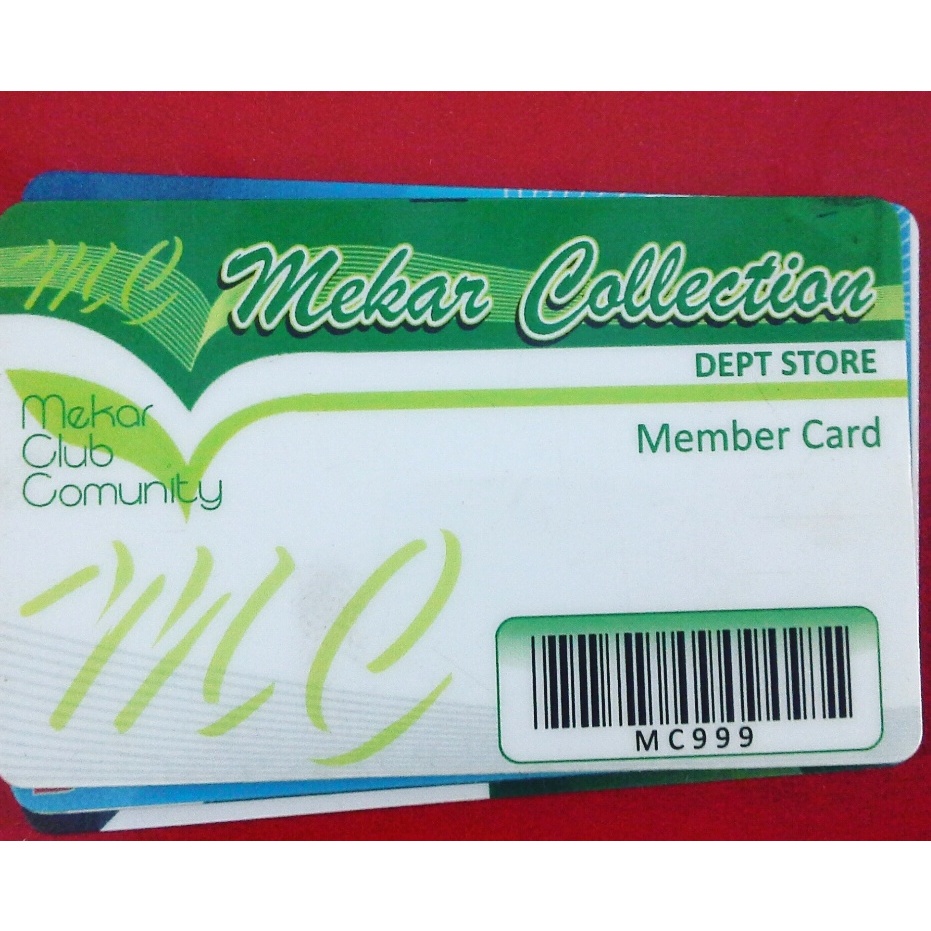 MC Mekar Collection
DEPT STORE
Member Card
Mekar
Club
Comunity
MC
MC999